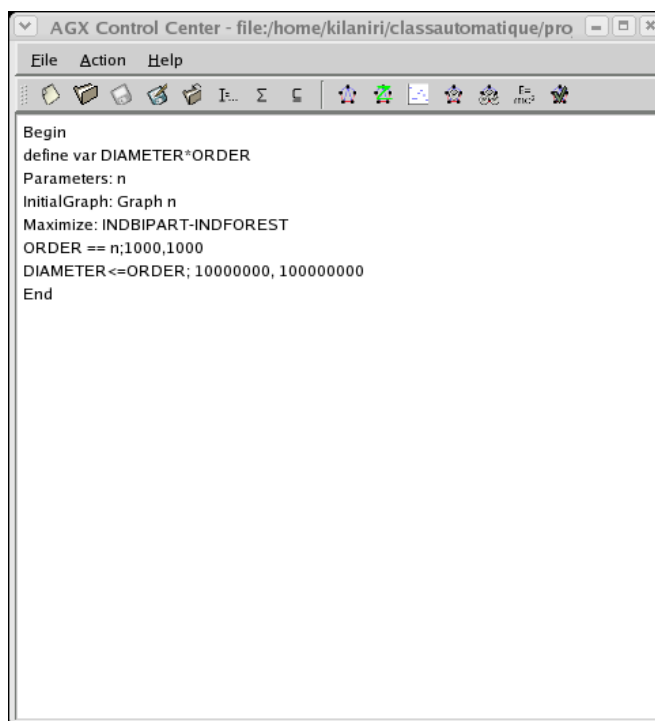 AGX Control Center - file:/home/kilaniri/classautomatique/pro
File Action Help
I=... Σ ⊆ E= mc²
Begin
define var DIAMETER*ORDER
Parameters: n
InitialGraph: Graph n
Maximize: INDBIPART-INDFOREST
ORDER == n;1000,1000
DIAMETER<=ORDER; 10000000, 100000000
End